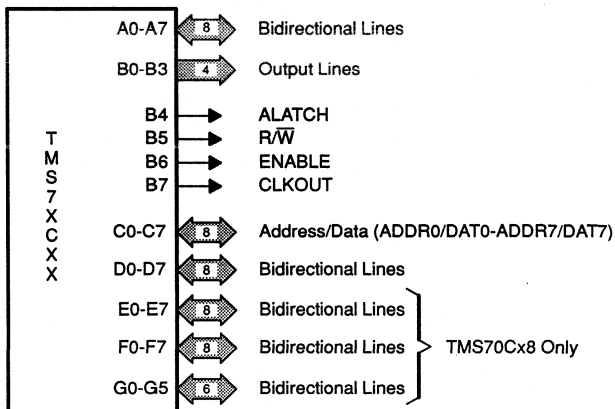 A0-A7 8 Bidirectional Lines
B0-B3 4 Output Lines
B4 ALATCH
B5 R/W̅
B6 ENABLE
B7 CLKOUT
TMS7XCXX
C0-C7 8 Address/Data (ADDR0/DAT0-ADDR7/DAT7)
D0-D7 8 Bidirectional Lines
E0-E7 8 Bidirectional Lines
F0-F7 8 Bidirectional Lines TMS70Cx8 Only
G0-G5 6 Bidirectional Lines